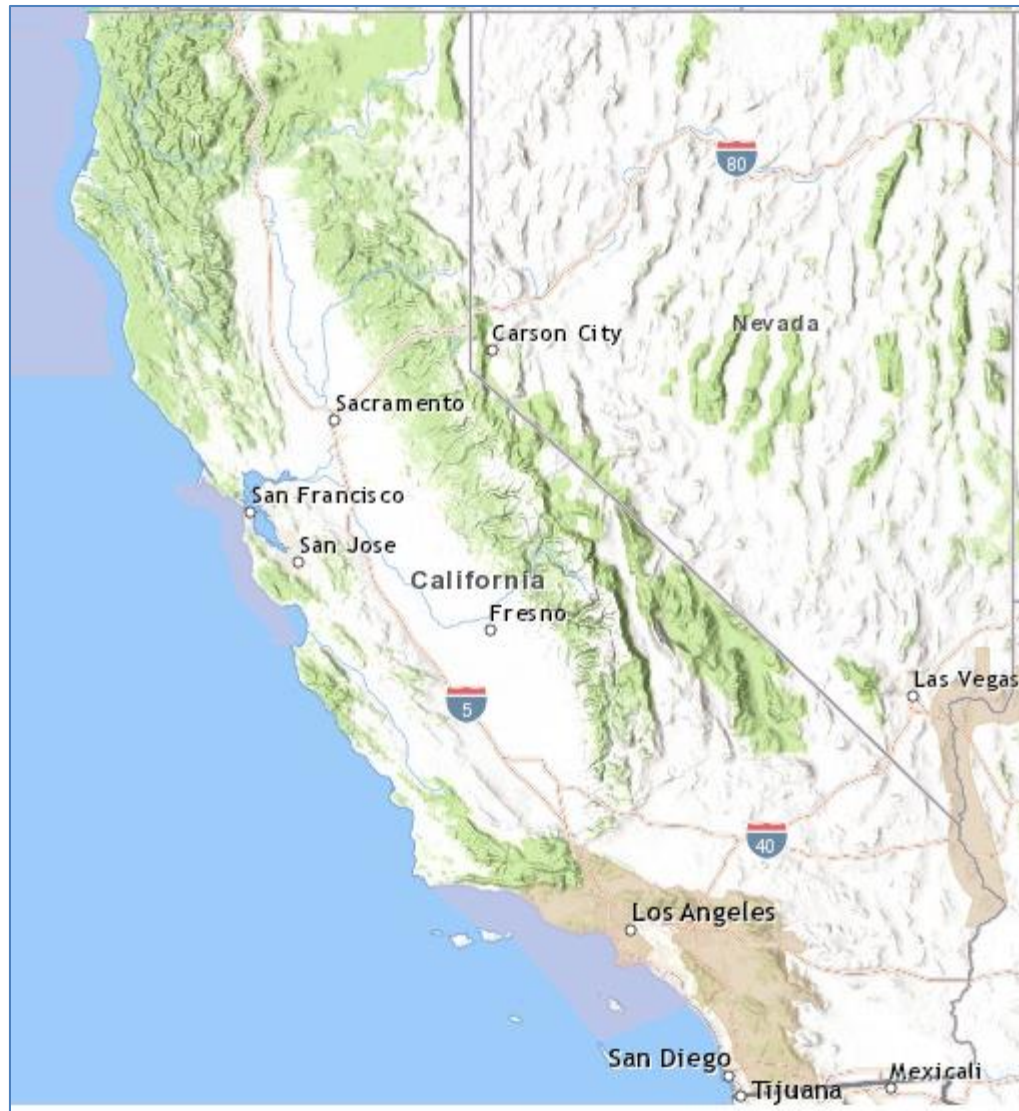 80
Nevada
Carson City
Sacramento
San Francisco
San Jose
California
Fresno
Las Vegas
5
40
Los Angeles
San Diego
Mexicali
Tijuana